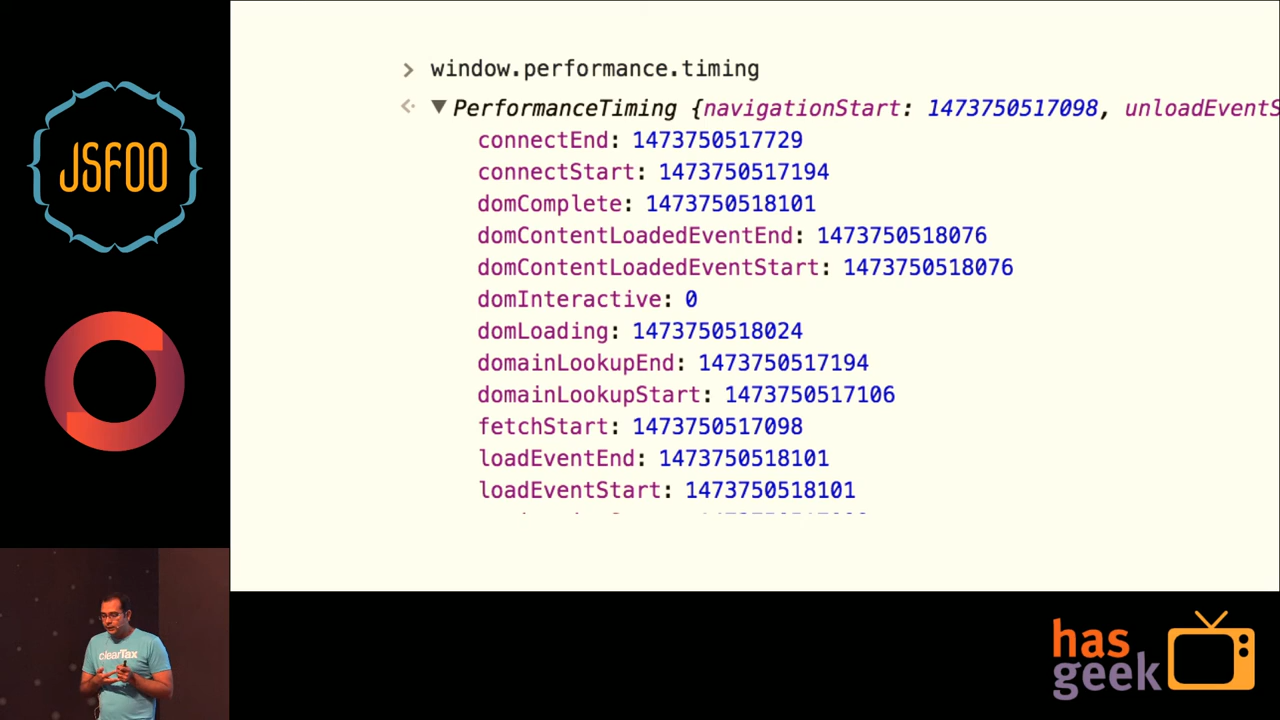 JSFOO
> window.performance.timing
PerformanceTiming {navigationStart: 1473750517098, unloadEventS
connectEnd: 1473750517729
connectStart: 1473750517194
domComplete: 1473750518101
domContentLoadedEventEnd: 1473750518076
domContentLoadedEventStart: 1473750518076
domInteractive: 0
domLoading: 1473750518024
domainLookupEnd: 1473750517194
domainLookupStart: 1473750517106
fetchStart: 1473750517098
loadEventEnd: 1473750518101
loadEventStart: 1473750518101
clearTax
has
geek